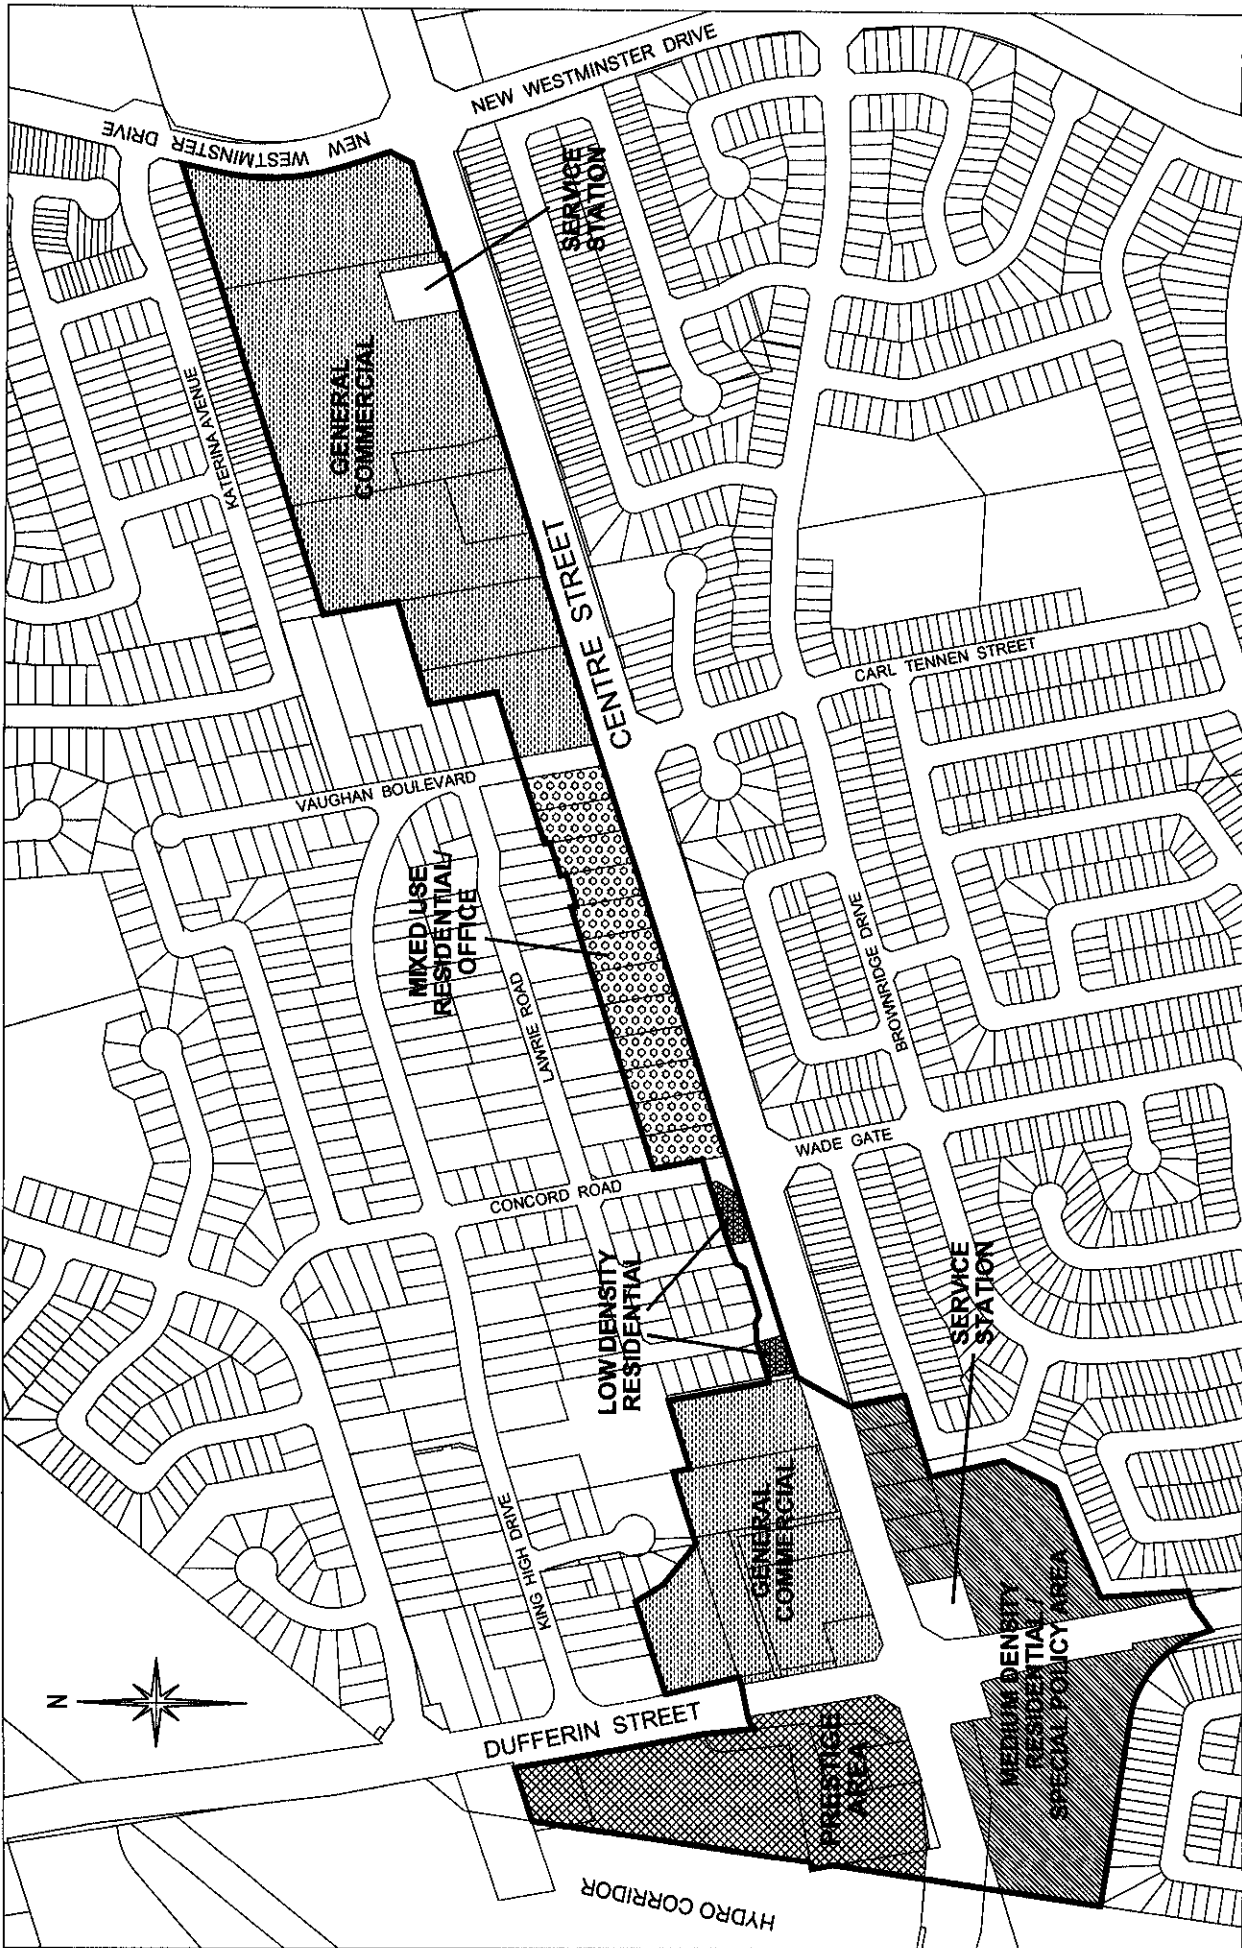 N
HYDRO CORRIDOR
DUFFERIN STREET
KING HIGH DRIVE
CONCORD ROAD
LAWRIE ROAD
VAUGHAN BOULEVARD
KATERINA AVENUE
NEW WESTMINSTER DRIVE
NEW WESTMINSTER DRIVE
CENTRE STREET
WADE GATE
BROWNRIDGE DRIVE
CARL TENNEN STREET
PRESTIGE
AREA
GENERAL
COMMERCIAL
LOW DENSITY
RESIDENTIAL
MIXED USE
RESIDENTIAL/
OFFICE
GENERAL
COMMERCIAL
SERVICE
STATION
SERVICE
STATION
MEDIUM DENSITY
RESIDENTIAL /
SPECIAL POLICY AREA